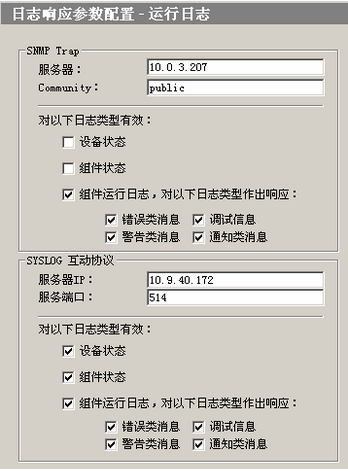 日志响应参数配置 - 运行日志
SNMP Trap
服务器： 10.0.3.207
Community： public
对以下日志类型有效：
设备状态
组件状态
组件运行日志，对以下日志类型作出响应：
错误类消息 调试信息
警告类消息 通知类消息
SYSLOG 互动协议
服务器IP： 10.9.40.172
服务端口： 514
对以下日志类型有效：
设备状态
组件状态
组件运行日志，对以下日志类型作出响应：
错误类消息 调试信息
警告类消息 通知类消息